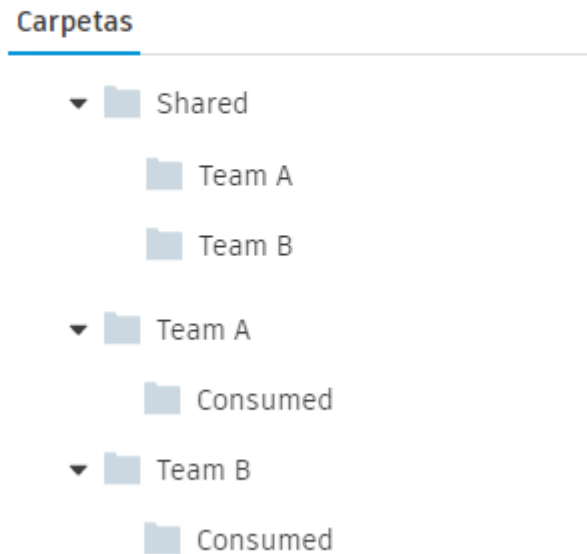 Carpetas
Shared
Team A
Team B
Team A
Consumed
Team B
Consumed